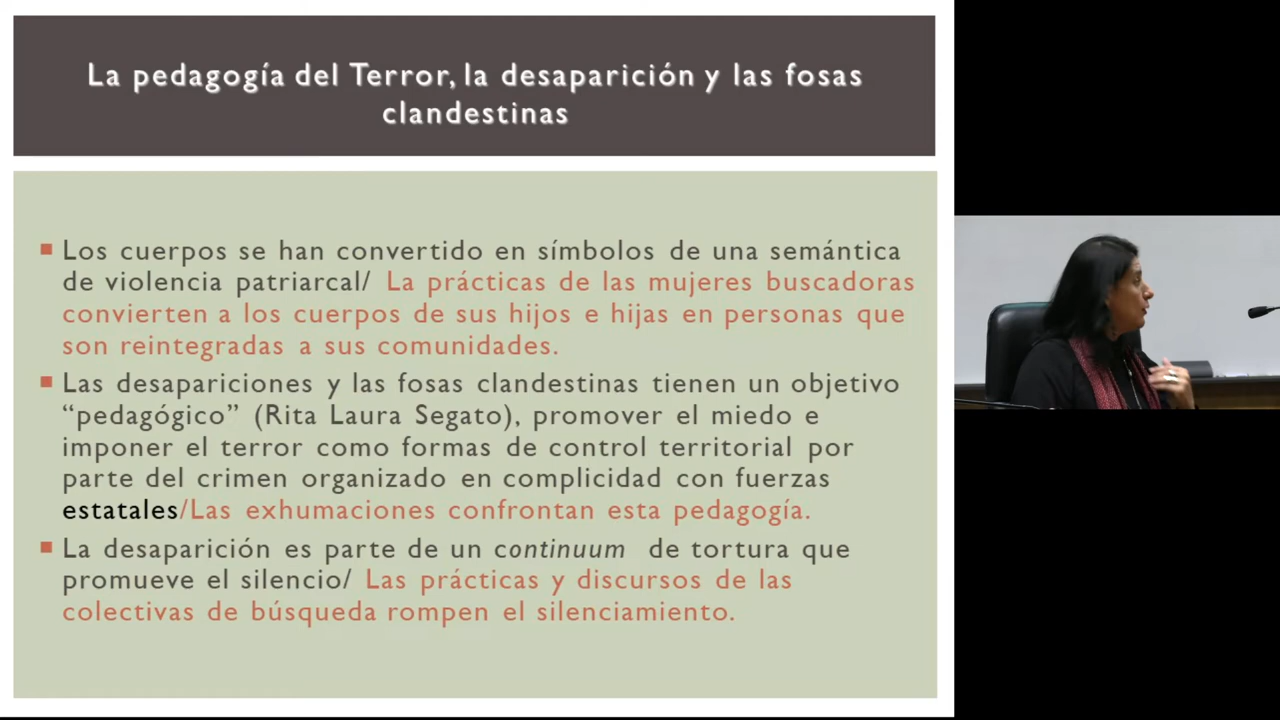 La pedagogía del Terror, la desaparición y las fosas
clandestinas
Los cuerpos se han convertido en símbolos de una semántica
de violencia patriarcal/ La prácticas de las mujeres buscadoras
convierten a los cuerpos de sus hijos e hijas en personas que
son reintegradas a sus comunidades.
Las desapariciones y las fosas clandestinas tienen un objetivo
“pedagógico” (Rita Laura Segato), promover el miedo e
imponer el terror como formas de control territorial por
parte del crimen organizado en complicidad con fuerzas
estatales/Las exhumaciones confrontan esta pedagogía.
La desaparición es parte de un continuum de tortura que
promueve el silencio/ Las prácticas y discursos de las
colectivas de búsqueda rompen el silenciamiento.